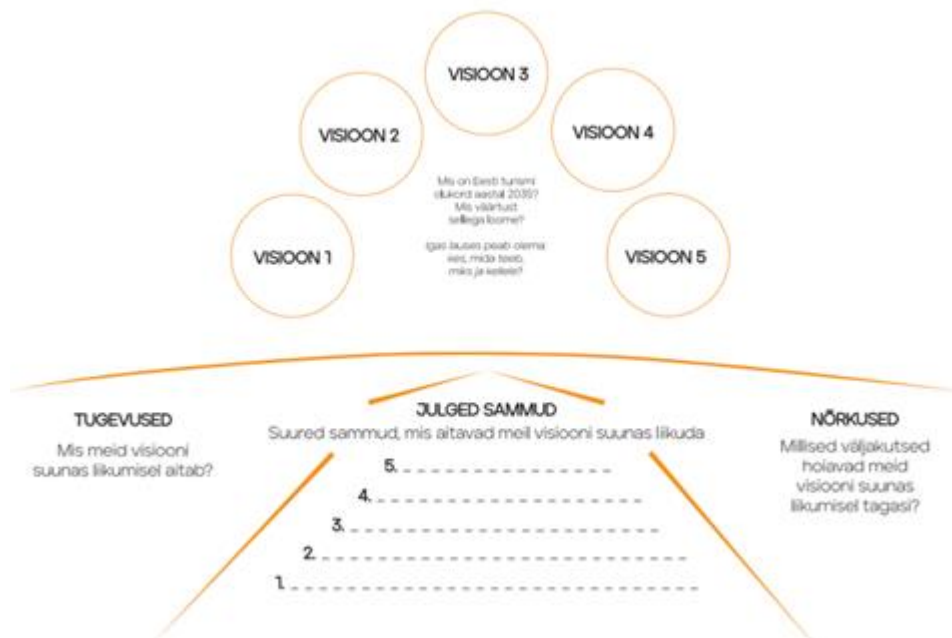 VISIOON 3
VISIOON 2
VISIOON 4
Mis on Eesti turismi
olukord aastal 2035?
Mis väärtust
sellega loome?
Igas lauses peab olema
kes, mida teeb,
miks ja kellele?
VISIOON 1
VISIOON 5
TUGEVUSED
Mis meid visiooni
suunas liikumisel aitab?
JULGED SAMMUD
Suured sammud, mis aitavad meil visiooni suunas liikuda
5.
4.
3.
2.
1.
NÕRKUSED
Millised väljakutsed
hoiavad meid
visiooni suunas
liikumisel tagasi?